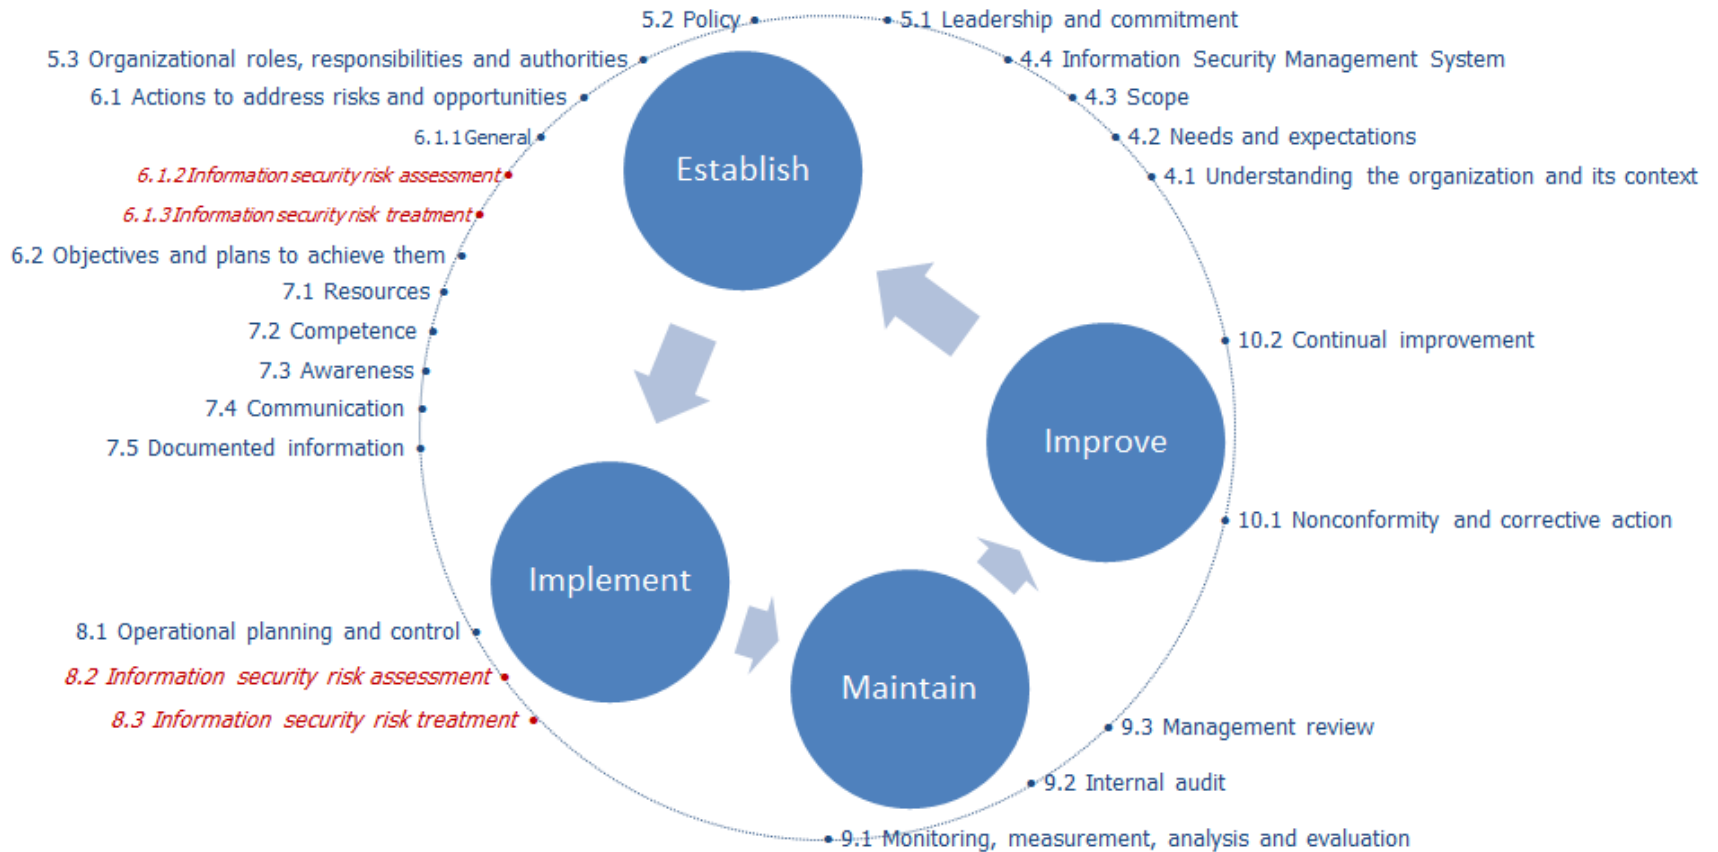 5.2 Policy
5.1 Leadership and commitment
5.3 Organizational roles, responsibilities and authorities
4.4 Information Security Management System
6.1 Actions to address risks and opportunities
4.3 Scope
6.1.1 General
4.2 Needs and expectations
6.1.2 Information security risk assessment
4.1 Understanding the organization and its context
Establish
6.1.3 Information security risk treatment
6.2 Objectives and plans to achieve them
7.1 Resources
7.2 Competence
10.2 Continual improvement
7.3 Awareness
7.4 Communication
Improve
7.5 Documented information
10.1 Nonconformity and corrective action
Implement
8.1 Operational planning and control
8.2 Information security risk assessment
Maintain
8.3 Information security risk treatment
9.3 Management review
9.2 Internal audit
9.1 Monitoring, measurement, analysis and evaluation